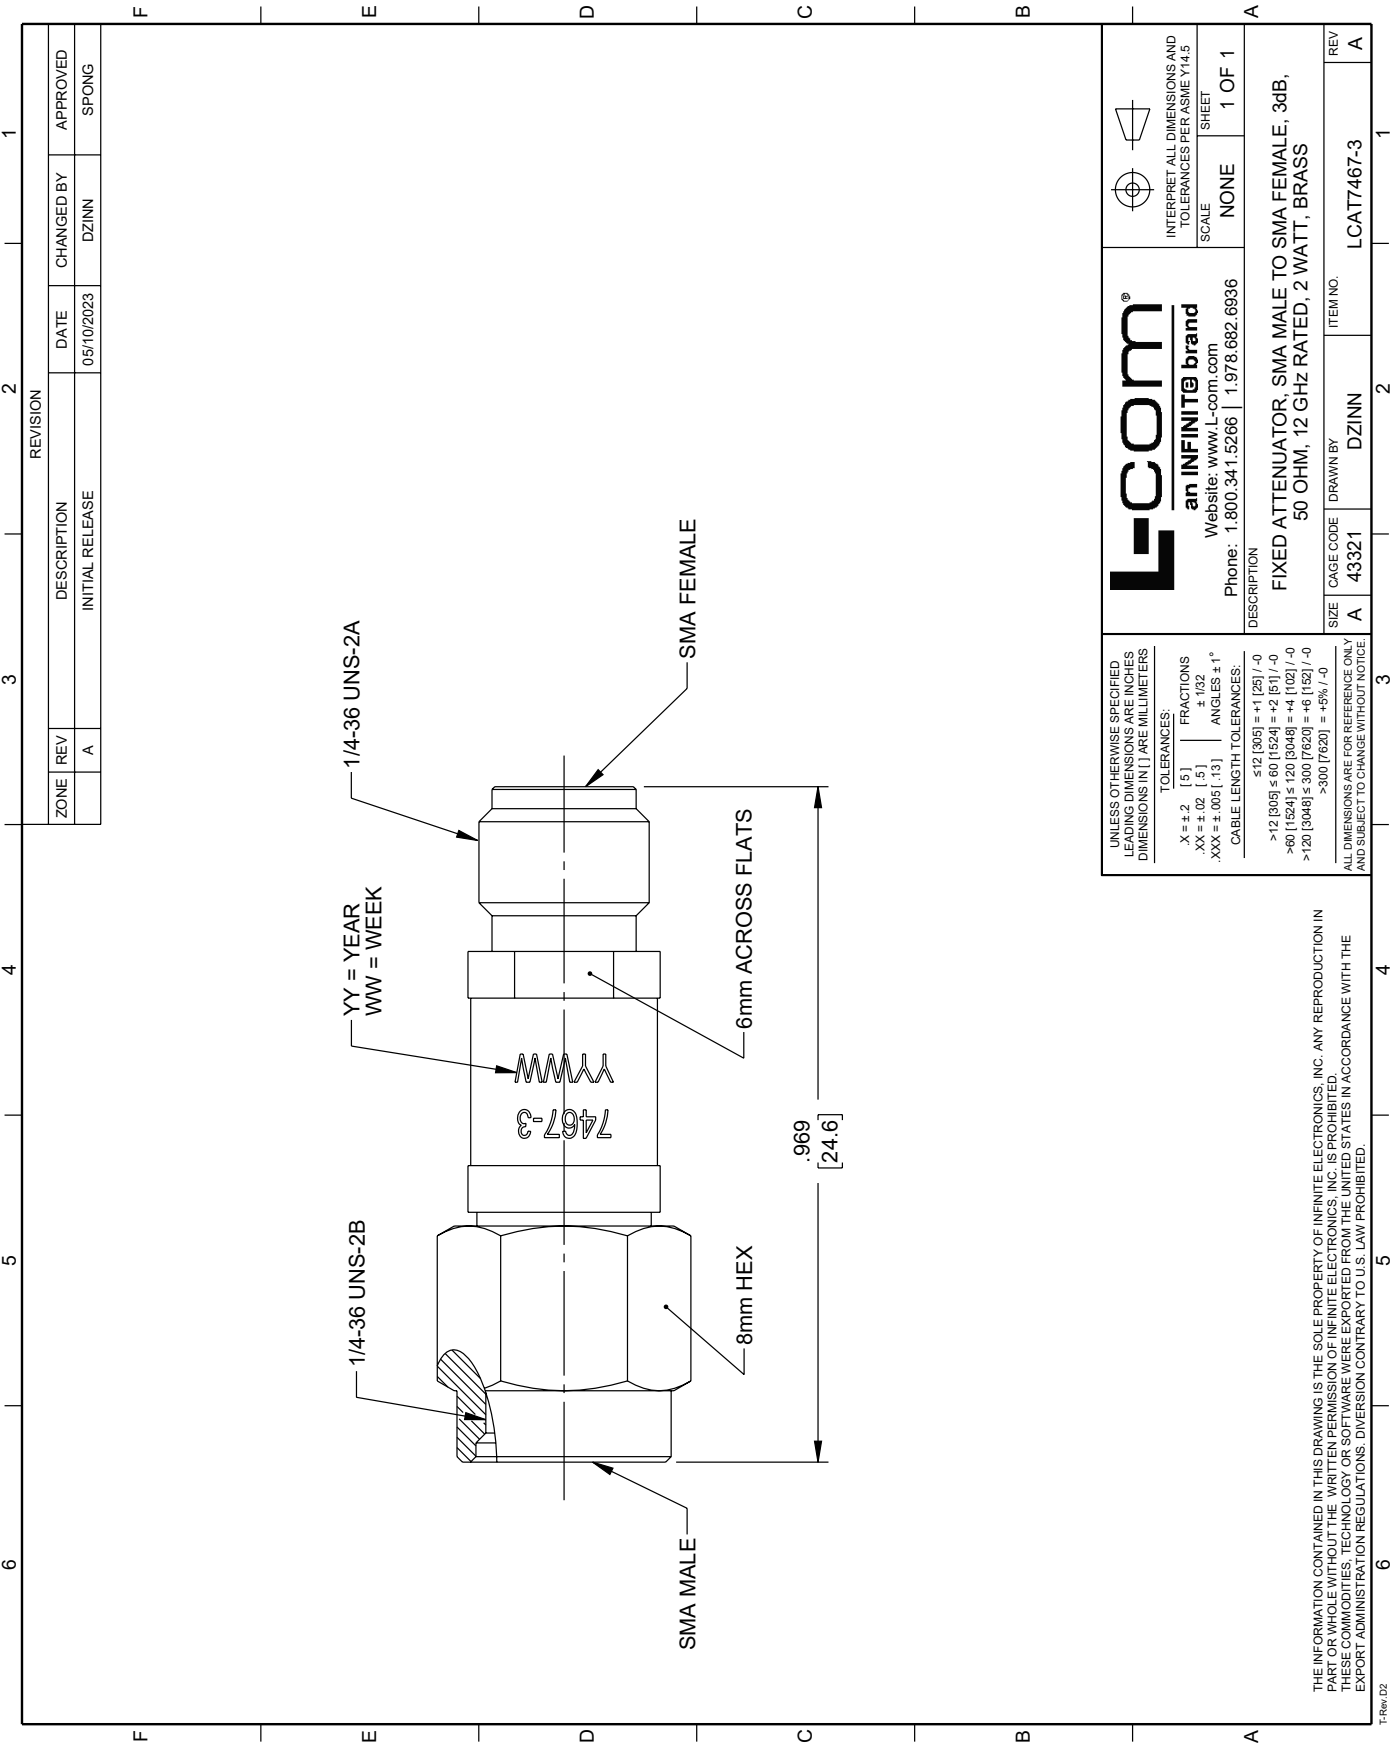 6
5
4
3
2
1
REVISION
ZONE
REV
DESCRIPTION
DATE
CHANGED BY
APPROVED
A
INITIAL RELEASE
05/10/2023
DZINN
SPONG
F
E
D
C
B
A
F
E
D
C
B
A
1/4-36 UNS-2B
YY = YEAR
WW = WEEK
1/4-36 UNS-2A
7467-3
YYWW
SMA MALE
SMA FEMALE
8mm HEX
6mm ACROSS FLATS
.969
[24.6]
THE INFORMATION CONTAINED IN THIS DRAWING IS THE SOLE PROPERTY OF INFINITE ELECTRONICS, INC. ANY REPRODUCTION IN
PART OR WHOLE WITHOUT THE WRITTEN PERMISSION OF INFINITE ELECTRONICS, INC. IS PROHIBITED.
THESE COMMODITIES, TECHNOLOGY OR SOFTWARE WERE EXPORTED FROM THE UNITED STATES IN ACCORDANCE WITH THE
EXPORT ADMINISTRATION REGULATIONS. DIVERSION CONTRARY TO U.S. LAW PROHIBITED.
UNLESS OTHERWISE SPECIFIED
LEADING DIMENSIONS ARE INCHES
DIMENSIONS IN [ ] ARE MILLIMETERS
TOLERANCES:
.X = ±.2 [ 5 ] FRACTIONS
.XX = ±.02 [ .5 ] ± 1/32
.XXX = ±.005 [ .13 ] ANGLES ± 1°
CABLE LENGTH TOLERANCES:
≤12 [305] = +1 [25] / -0
>12 [305] ≤ 60 [1524] = +2 [51] / -0
>60 [1524] ≤ 120 [3048] = +4 [102] / -0
>120 [3048] ≤ 300 [7620] = +6 [152] / -0
>300 [7620] = +5% / -0
ALL DIMENSIONS ARE FOR REFERENCE ONLY
AND SUBJECT TO CHANGE WITHOUT NOTICE.
L-com®
an INFINITE brand
Website: www.L-com.com
Phone: 1.800.341.5266 | 1.978.682.6936
INTERPRET ALL DIMENSIONS AND
TOLERANCES PER ASME Y14.5
SCALE
NONE
SHEET
1 OF 1
DESCRIPTION
FIXED ATTENUATOR, SMA MALE TO SMA FEMALE, 3dB,
50 OHM, 12 GHz RATED, 2 WATT, BRASS
SIZE
A
CAGE CODE
43321
DRAWN BY
DZINN
ITEM NO.
LCAT7467-3
REV
A
T-Rev.D2
6
5
4
3
2
1